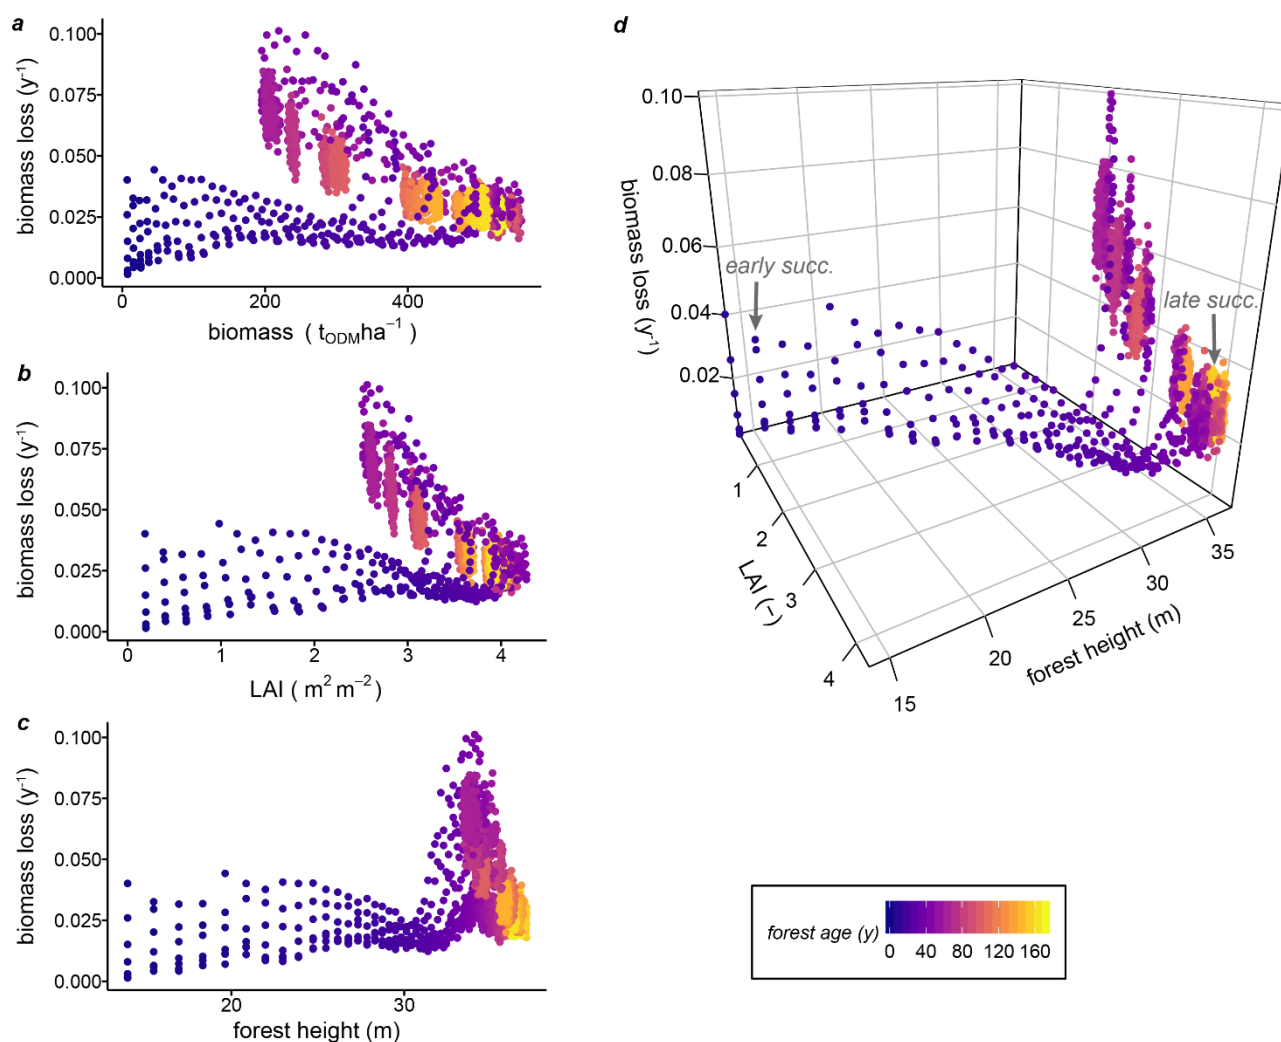 a
biomass loss (y⁻¹)
0.100
0.075
0.050
0.025
0.000
0
200
400
biomass ( tODMha⁻¹)
b
biomass loss (y⁻¹)
0.100
0.075
0.050
0.025
0.000
0
1
2
3
4
LAI ( m² m⁻²)
c
biomass loss (y⁻¹)
0.100
0.075
0.050
0.025
0.000
20
30
forest height (m)
d
biomass loss (y⁻¹)
0.10
0.08
0.06
0.04
0.02
early succ.
late succ.
1
2
3
4
LAI (−)
15
20
25
30
35
forest height (m)
forest age (y)
0 40 80 120 160